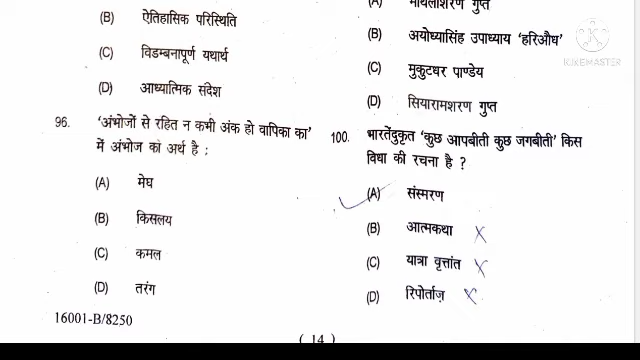 (B) ऐतिहासिक परिस्थिति
(C) विडम्बनापूर्ण यथार्थ
(D) आध्यात्मिक संदेश
96. 'अंभोजों से रहित न कभी अंक हो वापिका का'
में अंभोज का अर्थ है :
(A) मेघ
(B) किसलय
(C) कमल
(D) तरंग
16001-B/8250
(A) मैथिलीशरण गुप्त
(B) अयोध्यासिंह उपाध्याय 'हरिऔध'
(C) मुकुटधर पाण्डेय
(D) सियारामशरण गुप्त
100. भारतेंदुकृत 'कुछ आपबीती कुछ जगबीती' किस
विधा की रचना है ?
(A) संस्मरण
(B) आत्मकथा
(C) यात्रा वृत्तांत
(D) रिपोर्ताज़
( 14 )
K
KINEMASTER